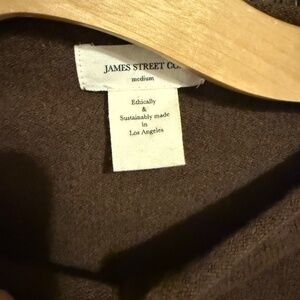 JAMES STREET CO.
medium
Ethically
&
Sustainably made
in
Los Angeles